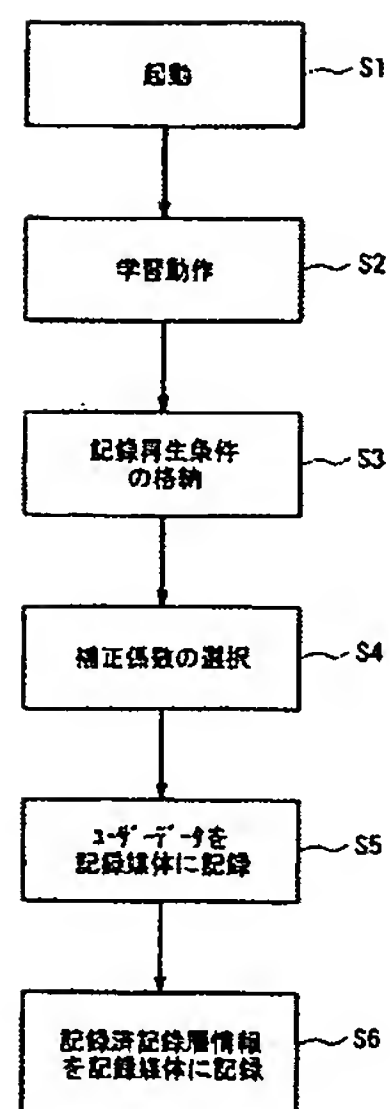 起動
S1
学習動作
S2
記録再生条件
の格納
S3
補正係数の選択
S4
ユーザーデータを
記録媒体に記録
S5
記録済記録層情報
を記録媒体に記録
S6